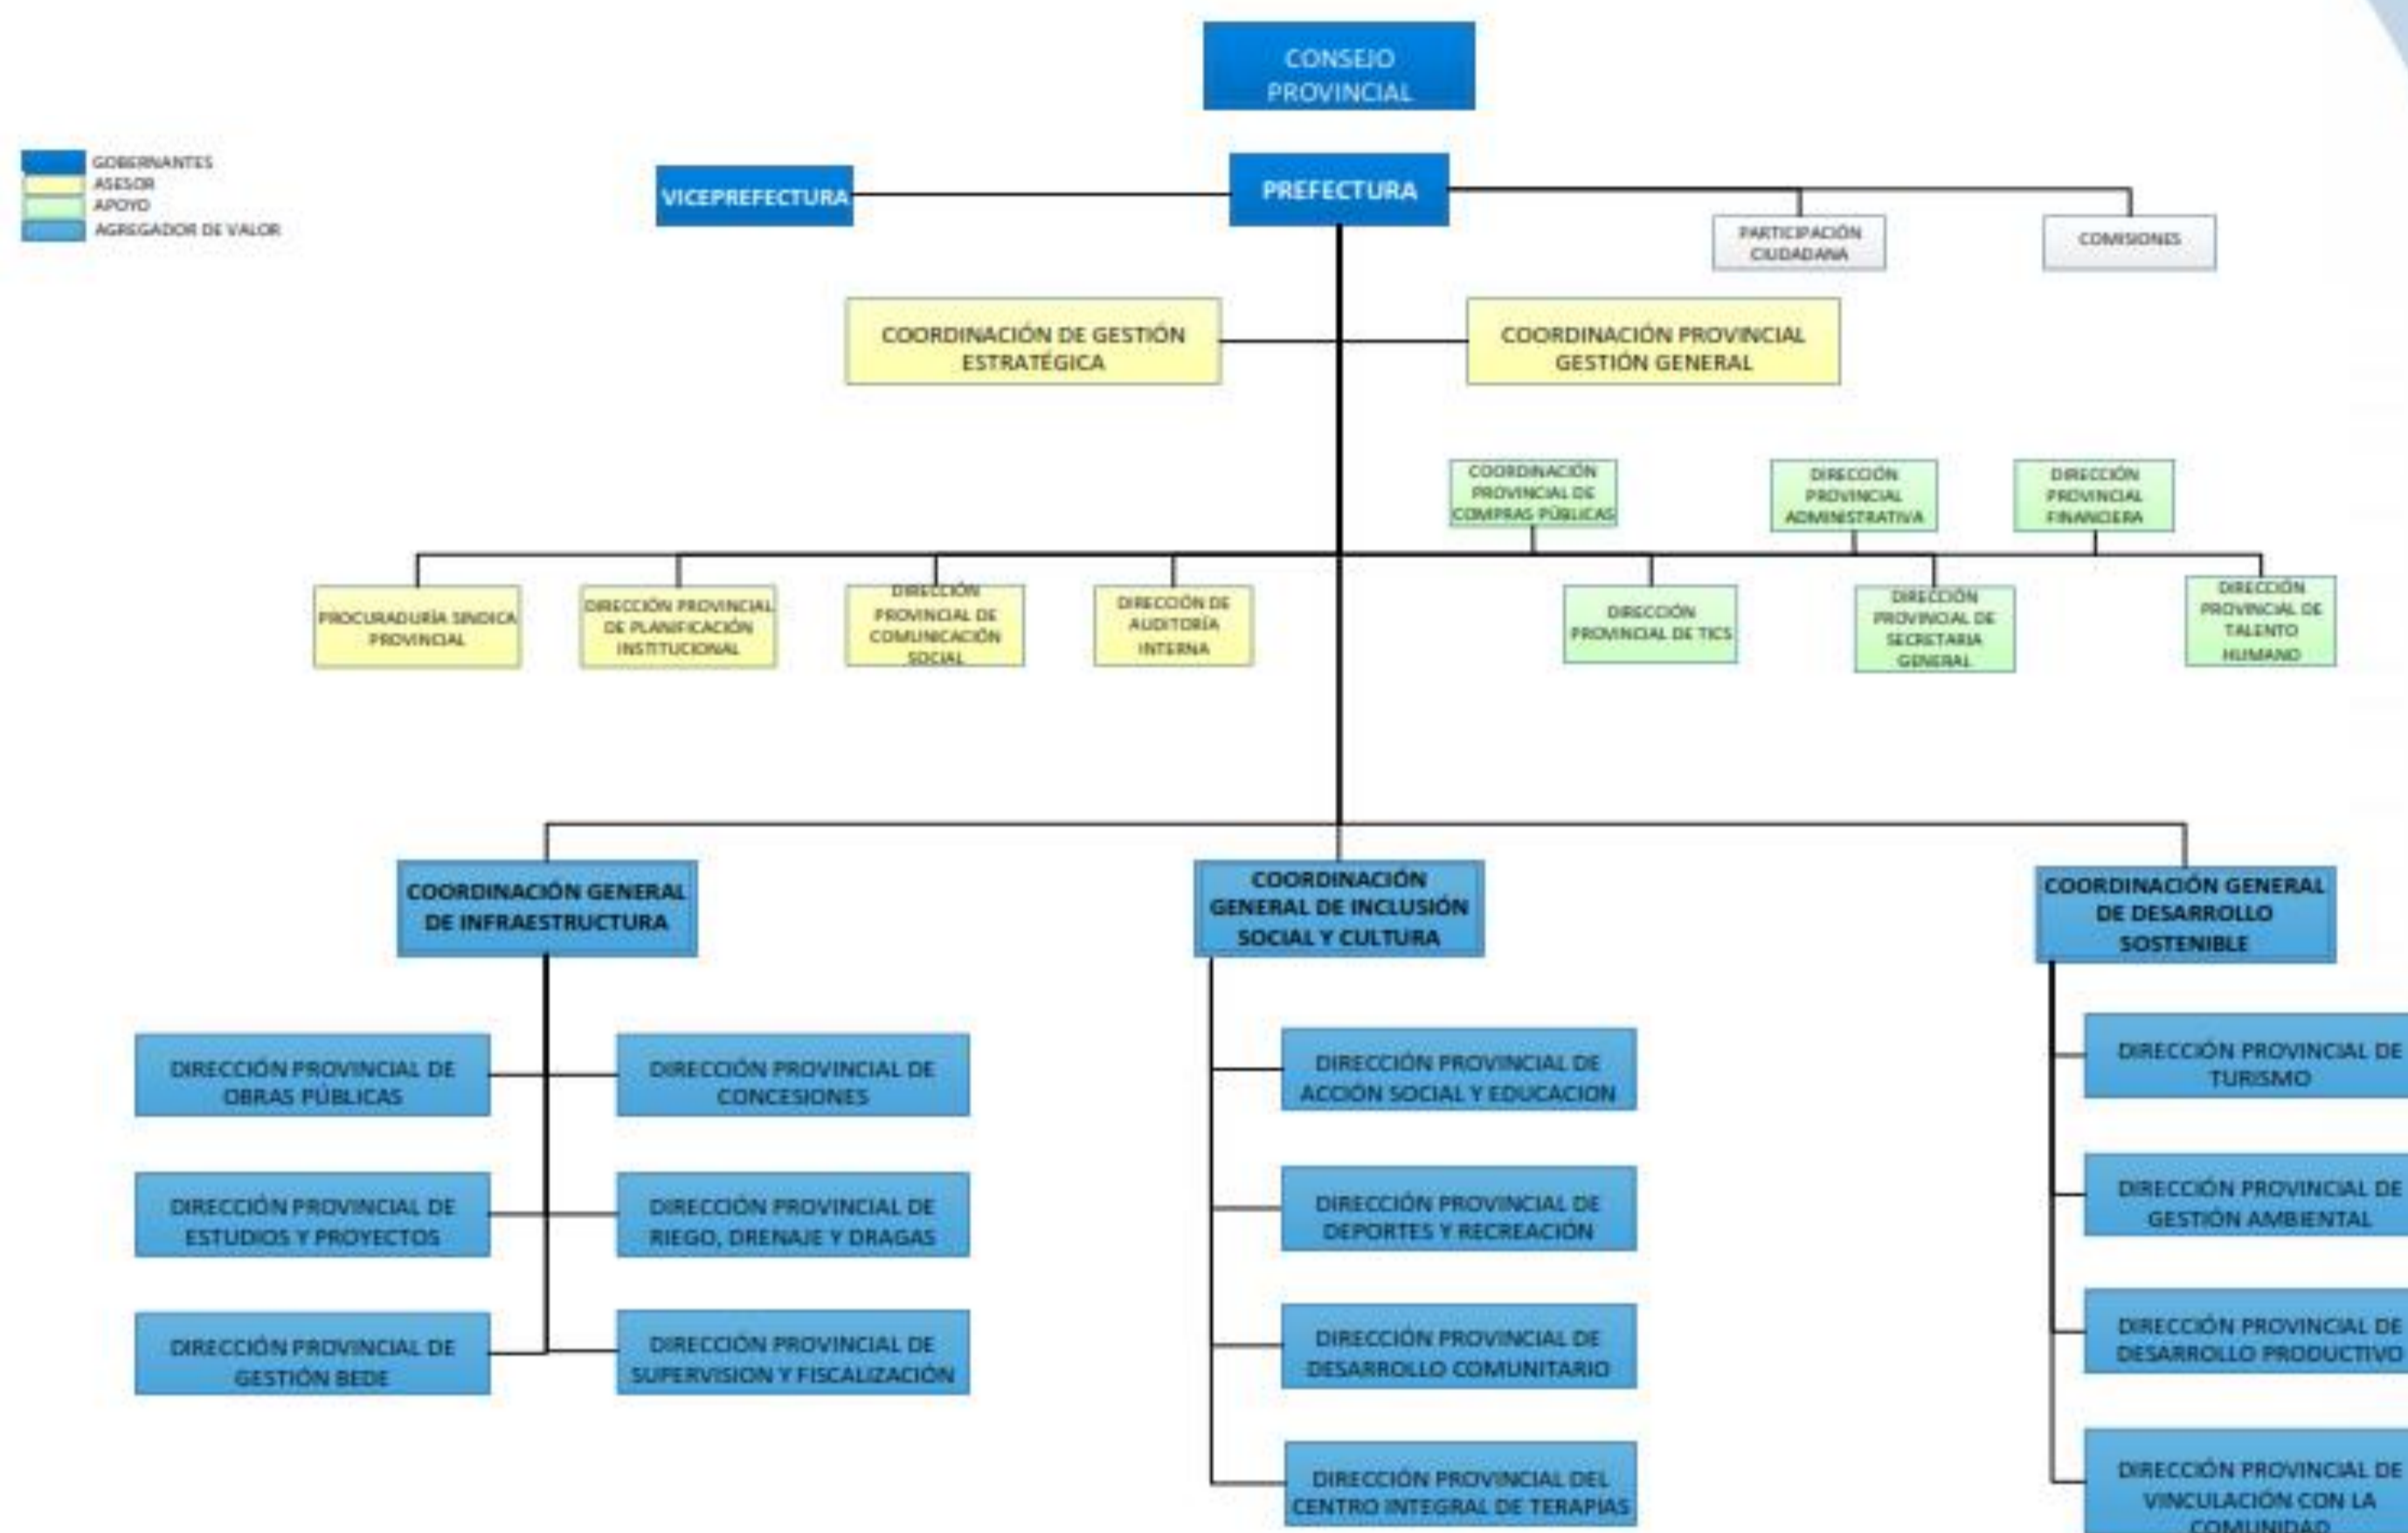 CONSEJO
PROVINCIAL
GOBERNANTES
ASESOR
APOYO
AGREGADOR DE VALOR
VICEPREFECTURA
PREFECTURA
PARTICIPACIÓN
CIUDADANA
COMISIONES
COORDINACIÓN DE GESTIÓN
ESTRATÉGICA
COORDINACIÓN PROVINCIAL
GESTIÓN GENERAL
COORDINACIÓN
PROVINCIAL DE
COMPRAS PÚBLICAS
DIRECCIÓN
PROVINCIAL
ADMINISTRATIVA
DIRECCIÓN
PROVINCIAL
FINANCIERA
PROCURADURÍA SINDICA
PROVINCIAL
DIRECCIÓN PROVINCIAL
DE PLANIFICACIÓN
INSTITUCIONAL
DIRECCIÓN
PROVINCIAL DE
COMUNICACIÓN
SOCIAL
DIRECCIÓN DE
AUDITORÍA
INTERNA
DIRECCIÓN
PROVINCIAL DE TICS
DIRECCIÓN
PROVINCIAL DE
SECRETARIA
GENERAL
DIRECCIÓN
PROVINCIAL DE
TALENTO
HUMANO
COORDINACIÓN GENERAL
DE INFRAESTRUCTURA
COORDINACIÓN
GENERAL DE INCLUSIÓN
SOCIAL Y CULTURA
COORDINACIÓN GENERAL
DE DESARROLLO
SOSTENIBLE
DIRECCIÓN PROVINCIAL DE
OBRAS PÚBLICAS
DIRECCIÓN PROVINCIAL DE
CONCESIONES
DIRECCIÓN PROVINCIAL DE
ACCIÓN SOCIAL Y EDUCACION
DIRECCIÓN PROVINCIAL DE
TURISMO
DIRECCIÓN PROVINCIAL DE
ESTUDIOS Y PROYECTOS
DIRECCIÓN PROVINCIAL DE
RIEGO, DRENAJE Y DRAGAS
DIRECCIÓN PROVINCIAL DE
DEPORTES Y RECREACIÓN
DIRECCIÓN PROVINCIAL DE
GESTIÓN AMBIENTAL
DIRECCIÓN PROVINCIAL DE
GESTIÓN BEDE
DIRECCIÓN PROVINCIAL DE
SUPERVISION Y FISCALIZACIÓN
DIRECCIÓN PROVINCIAL DE
DESARROLLO COMUNITARIO
DIRECCIÓN PROVINCIAL DE
DESARROLLO PRODUCTIVO
DIRECCIÓN PROVINCIAL DEL
CENTRO INTEGRAL DE TERAPIAS
DIRECCIÓN PROVINCIAL DE
VINCULACIÓN CON LA
COMUNIDAD